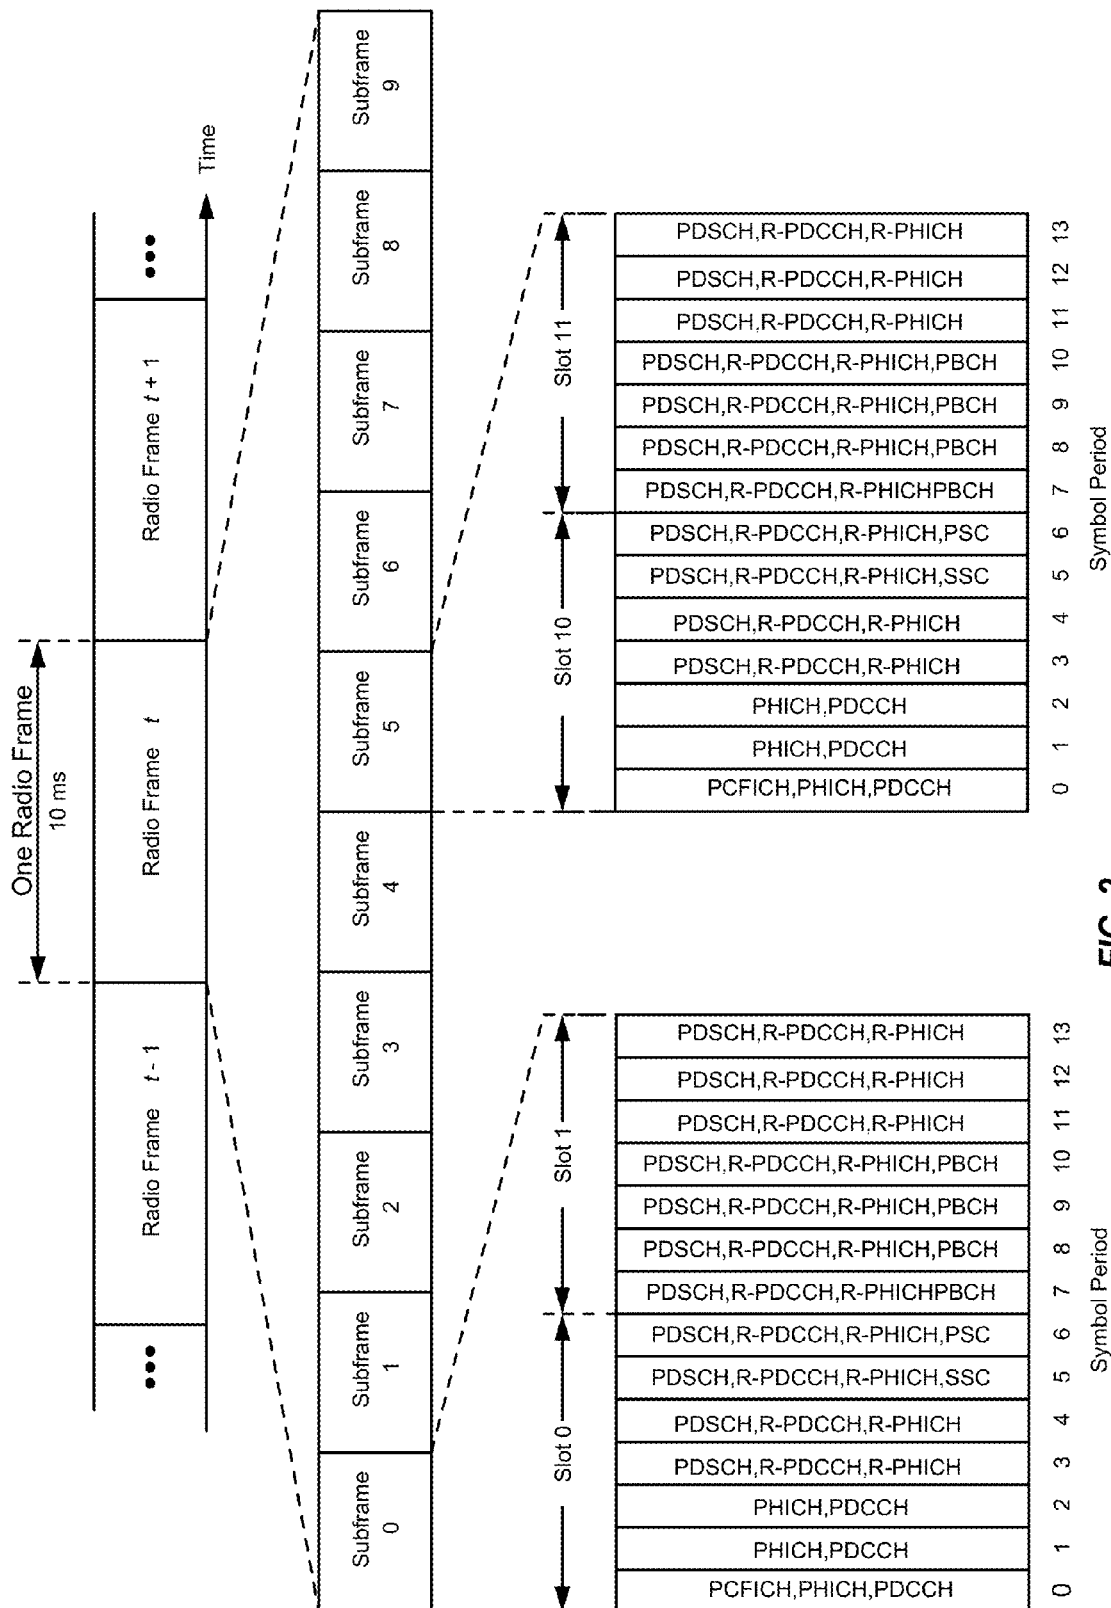 One Radio Frame
10 ms
Radio Frame t - 1
Radio Frame t
Radio Frame t + 1
Time
Subframe 0
Subframe 1
Subframe 2
Subframe 3
Subframe 4
Subframe 5
Subframe 6
Subframe 7
Subframe 8
Subframe 9
Slot 0
Slot 1
PCFICH,PHICH,PDCCH
PHICH,PDCCH
PHICH,PDCCH
PDSCH,R-PDCCH,R-PHICH
PDSCH,R-PDCCH,R-PHICH
PDSCH,R-PDCCH,R-PHICH,SSC
PDSCH,R-PDCCH,R-PHICH,PSC
PDSCH,R-PDCCH,R-PHICHPBCH
PDSCH,R-PDCCH,R-PHICH,PBCH
PDSCH,R-PDCCH,R-PHICH,PBCH
PDSCH,R-PDCCH,R-PHICH,PBCH
PDSCH,R-PDCCH,R-PHICH
PDSCH,R-PDCCH,R-PHICH
PDSCH,R-PDCCH,R-PHICH
0 1 2 3 4 5 6 7 8 9 10 11 12 13
Symbol Period
Slot 10
Slot 11
PCFICH,PHICH,PDCCH
PHICH,PDCCH
PHICH,PDCCH
PDSCH,R-PDCCH,R-PHICH
PDSCH,R-PDCCH,R-PHICH
PDSCH,R-PDCCH,R-PHICH,SSC
PDSCH,R-PDCCH,R-PHICH,PSC
PDSCH,R-PDCCH,R-PHICHPBCH
PDSCH,R-PDCCH,R-PHICH,PBCH
PDSCH,R-PDCCH,R-PHICH,PBCH
PDSCH,R-PDCCH,R-PHICH,PBCH
PDSCH,R-PDCCH,R-PHICH
PDSCH,R-PDCCH,R-PHICH
PDSCH,R-PDCCH,R-PHICH
0 1 2 3 4 5 6 7 8 9 10 11 12 13
Symbol Period
FIG. 2